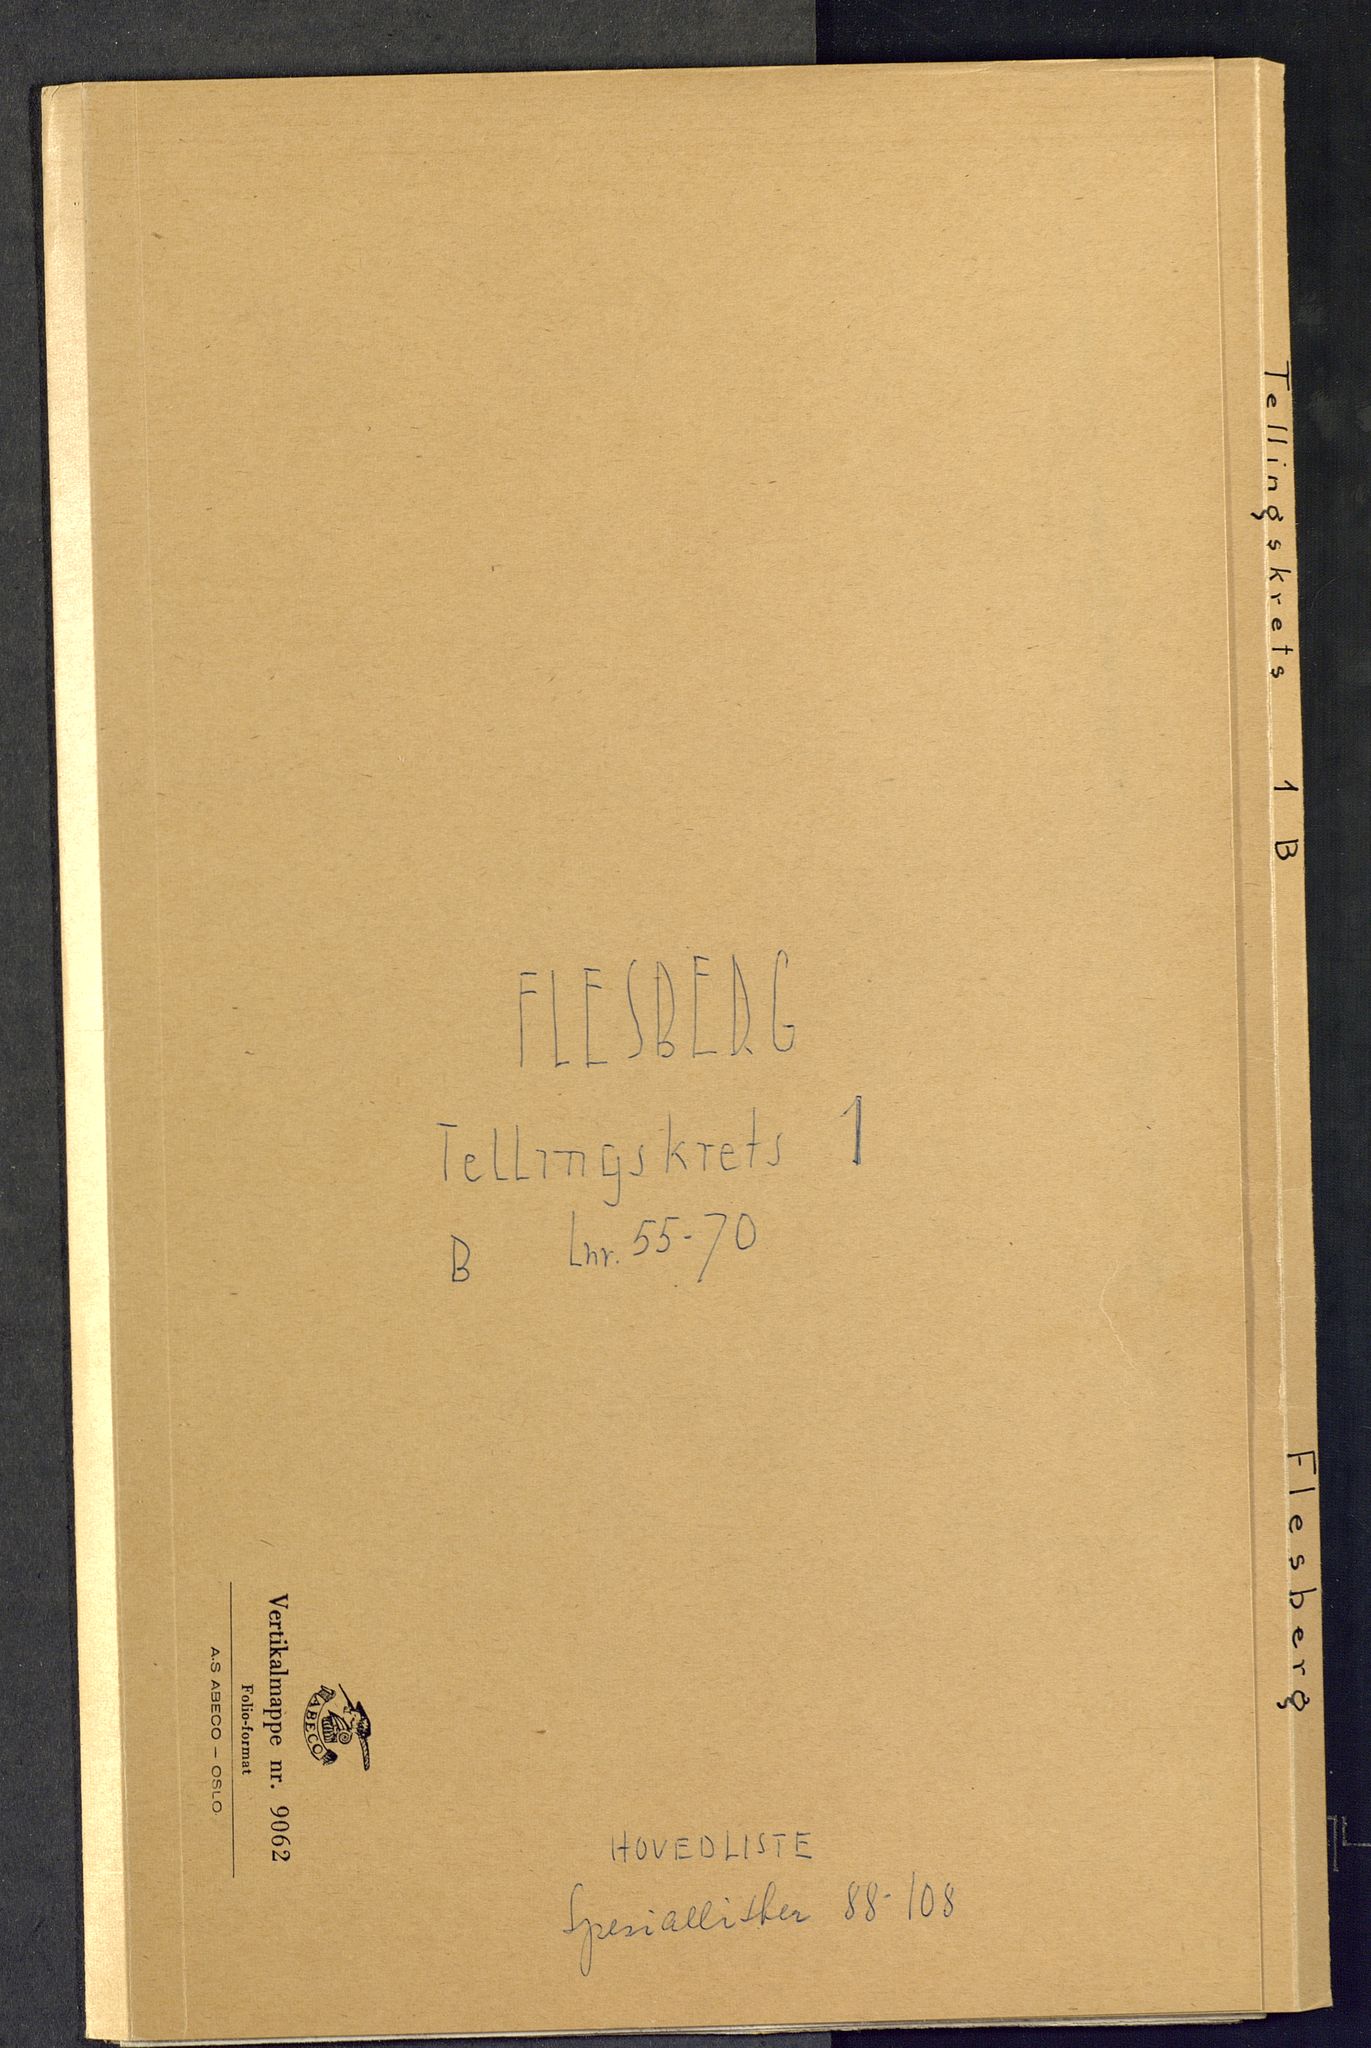 FLESBERG
Tellingskrets 1
B Lnr. 55-70
HOVEDLISTE
Spesiallister 88-108
ABECO
Vertikalmappe nr. 9062
Folio-format
A.S ABECO – OSLO
Tellingskrets 1 B
Flesberg